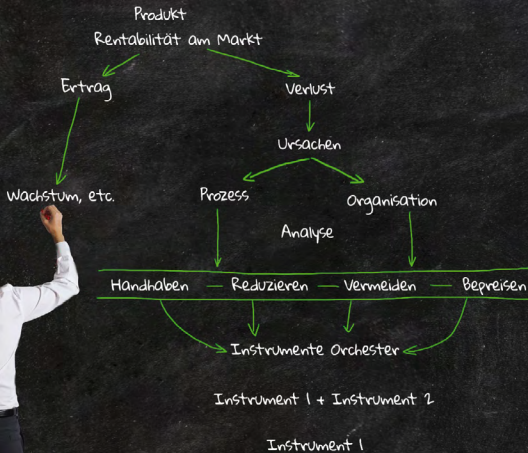 Produkt
Rentabilität am Markt
Ertrag
Verlust
Ursachen
Wachstum, etc.
Prozess
Organisation
Analyse
Handhaben — Reduzieren — Vermeiden — Bepreisen
Instrumente Orchester
Instrument 1 + Instrument 2
Instrument 1